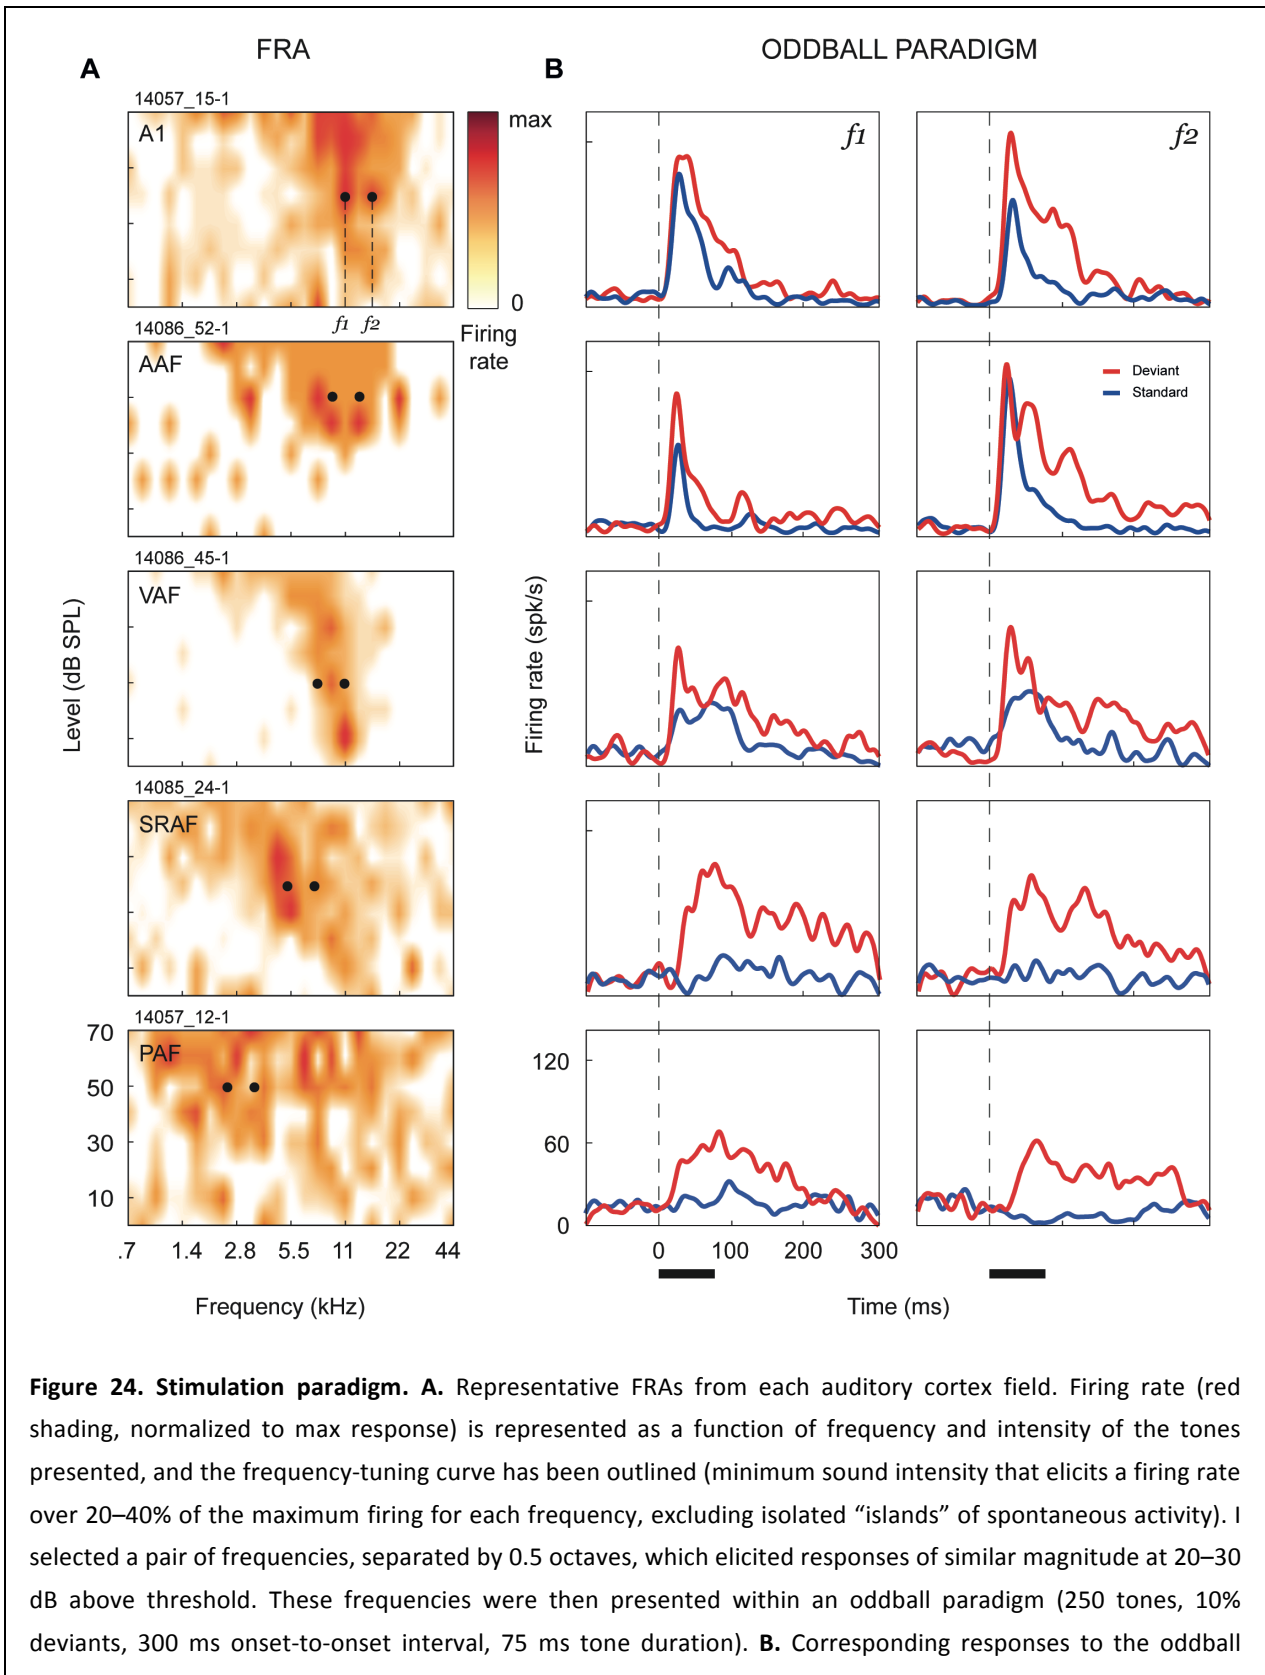 FRA
ODDBALL PARADIGM
A
B
14057_15-1
A1
max
0
Firing
rate
f1 f2
f1
f2
14086_52-1
AAF
Deviant
Standard
14086_45-1
VAF
Level (dB SPL)
Firing rate (spk/s)
14085_24-1
SRAF
14057_12-1
PAF
70
50
30
10
120
60
0
.7 1.4 2.8 5.5 11 22 44
0 100 200 300
Frequency (kHz)
Time (ms)
Figure 24. Stimulation paradigm. A. Representative FRAs from each auditory cortex field. Firing rate (red
shading, normalized to max response) is represented as a function of frequency and intensity of the tones
presented, and the frequency-tuning curve has been outlined (minimum sound intensity that elicits a firing rate
over 20–40% of the maximum firing for each frequency, excluding isolated “islands” of spontaneous activity). I
selected a pair of frequencies, separated by 0.5 octaves, which elicited responses of similar magnitude at 20–30
dB above threshold. These frequencies were then presented within an oddball paradigm (250 tones, 10%
deviants, 300 ms onset-to-onset interval, 75 ms tone duration). B. Corresponding responses to the oddball